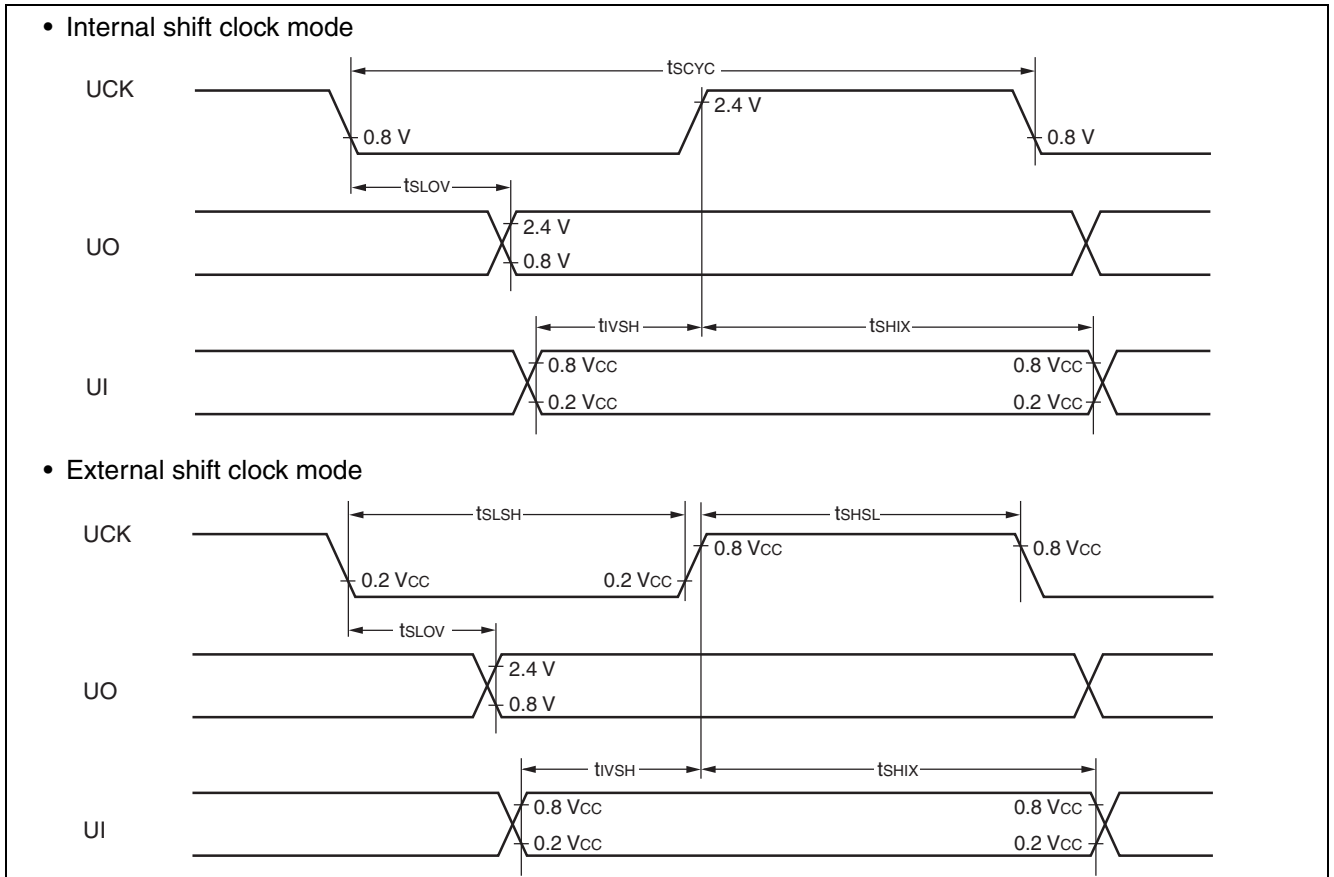 • Internal shift clock mode
tSCYC
UCK
2.4 V
0.8 V
0.8 V
tSLOV
UO
2.4 V
0.8 V
tIVSH
tSHIX
UI
0.8 VCC
0.8 VCC
0.2 VCC
0.2 VCC
• External shift clock mode
tSLSH
tSHSL
UCK
0.8 VCC
0.8 VCC
0.2 VCC
0.2 VCC
tSLOV
UO
2.4 V
0.8 V
tIVSH
tSHIX
UI
0.8 VCC
0.8 VCC
0.2 VCC
0.2 VCC